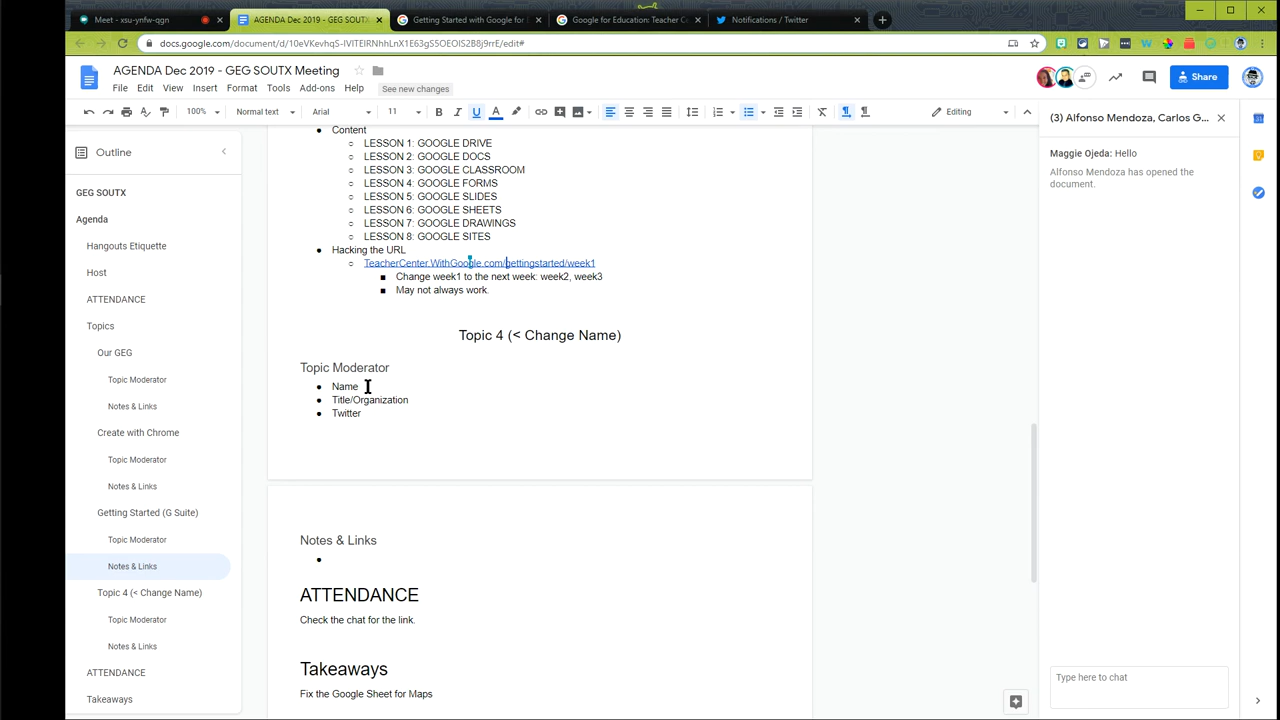 Meet - xsu-ynfw-qgn
AGENDA Dec 2019 - GEG SOUTX
Getting Started with Google for
Google for Education: Teacher Ce
Notifications / Twitter
AGENDA Dec 2019 - GEG SOUTX Meeting
File Edit View Insert Format Tools Add-ons Help See new changes
Share
100% Normal text Arial 11 Editing
Outline
GEG SOUTX
Agenda
Hangouts Etiquette
Host
ATTENDANCE
Topics
Our GEG
Topic Moderator
Notes & Links
Create with Chrome
Topic Moderator
Notes & Links
Getting Started (G Suite)
Topic Moderator
Notes & Links
Topic 4 (< Change Name)
Topic Moderator
Notes & Links
ATTENDANCE
Takeaways
Content
LESSON 1: GOOGLE DRIVE
LESSON 2: GOOGLE DOCS
LESSON 3: GOOGLE CLASSROOM
LESSON 4: GOOGLE FORMS
LESSON 5: GOOGLE SLIDES
LESSON 6: GOOGLE SHEETS
LESSON 7: GOOGLE DRAWINGS
LESSON 8: GOOGLE SITES
Hacking the URL
TeacherCenter.WithGoogle.com/gettingstarted/week1
Change week1 to the next week: week2, week3
May not always work.
Topic 4 (< Change Name)
Topic Moderator
Name
Title/Organization
Twitter
Notes & Links
ATTENDANCE
Check the chat for the link.
Takeaways
Fix the Google Sheet for Maps
(3) Alfonso Mendoza, Carlos G...
Maggie Ojeda: Hello
Alfonso Mendoza has opened the
document.
Type here to chat